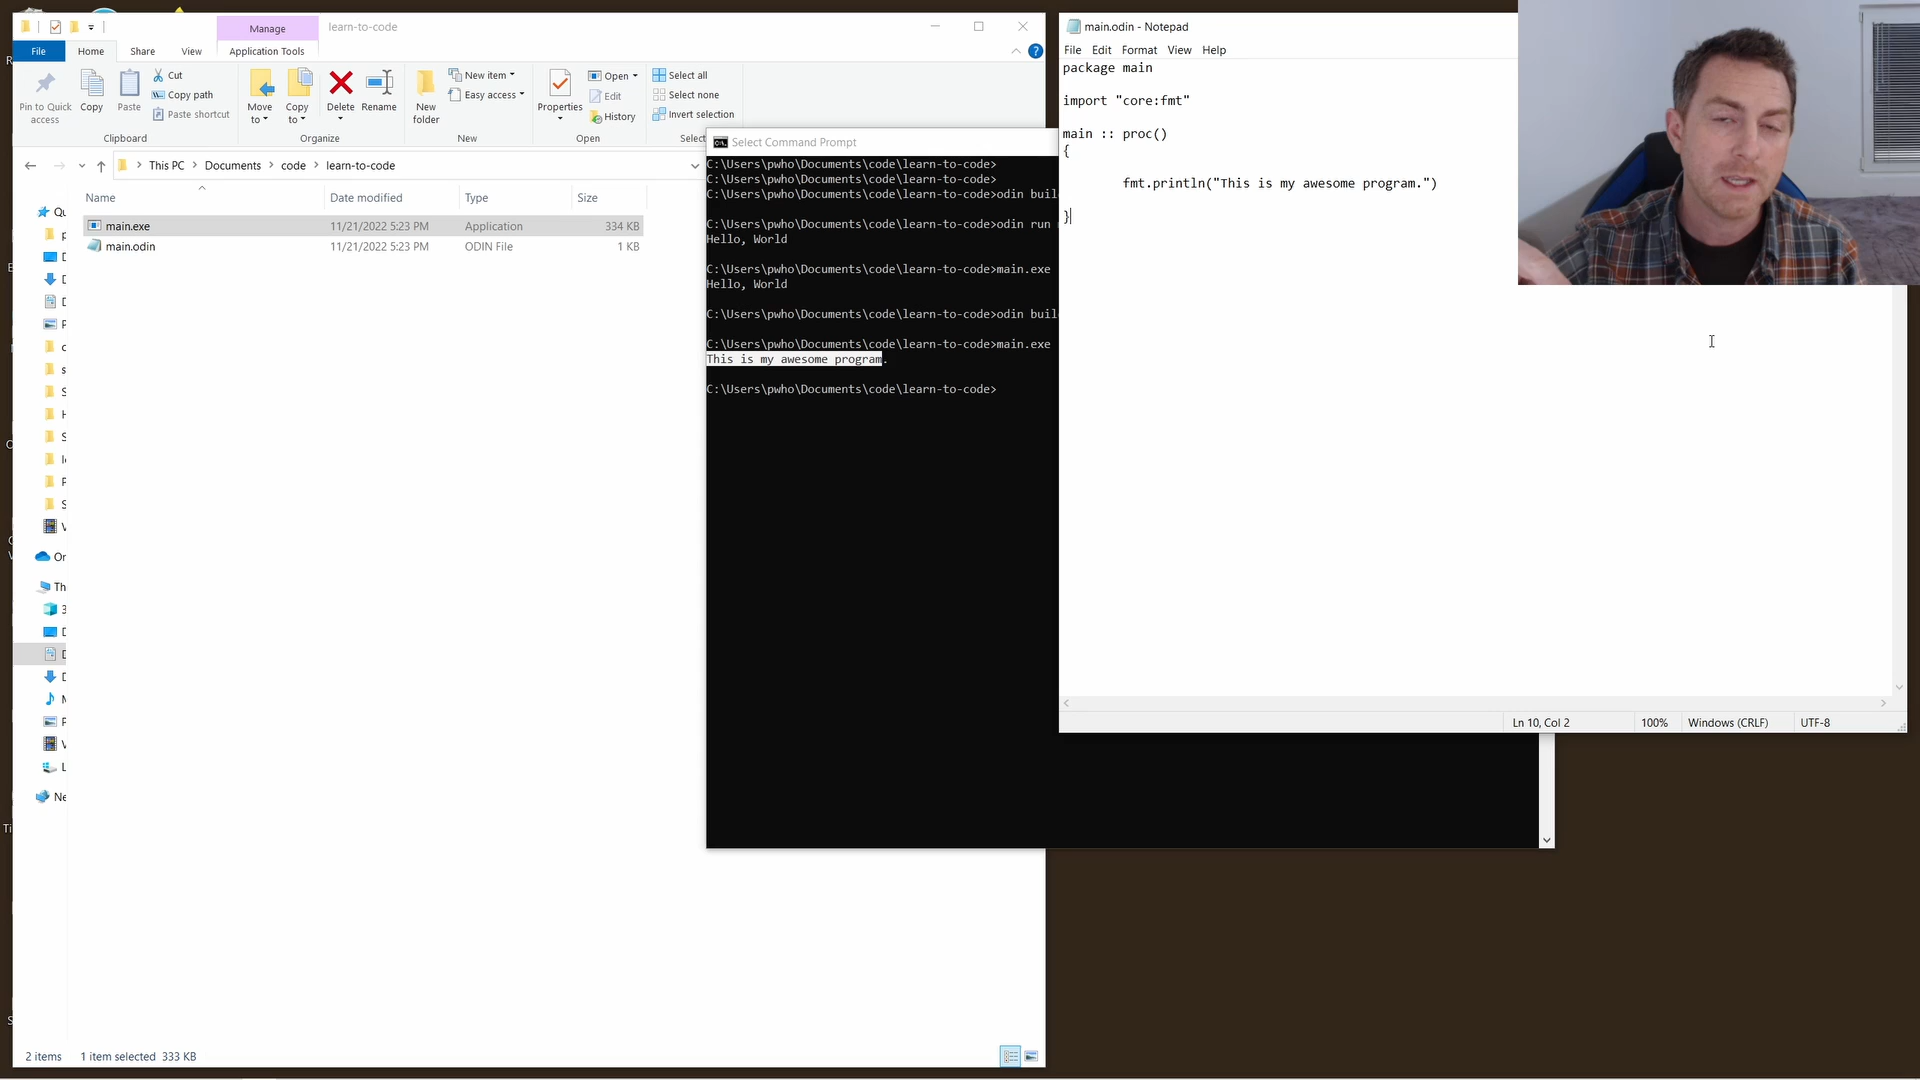 Manage
learn-to-code
File
Home
Share
View
Application Tools
Pin to Quick access
Copy
Paste
Cut
Copy path
Paste shortcut
Clipboard
Move to
Copy to
Delete
Rename
Organize
New folder
New item
Easy access
New
Properties
Open
Edit
History
Open
Select all
Select none
Invert selection
This PC > Documents > code > learn-to-code
Name
Date modified
Type
Size
main.exe
11/21/2022 5:23 PM
Application
334 KB
main.odin
11/21/2022 5:23 PM
ODIN File
1 KB
2 items
1 item selected 333 KB
Select Command Prompt
C:\Users\pwho\Documents\code\learn-to-code>
C:\Users\pwho\Documents\code\learn-to-code>
C:\Users\pwho\Documents\code\learn-to-code>odin buil
C:\Users\pwho\Documents\code\learn-to-code>odin run
Hello, World
C:\Users\pwho\Documents\code\learn-to-code>main.exe
Hello, World
C:\Users\pwho\Documents\code\learn-to-code>odin buil
C:\Users\pwho\Documents\code\learn-to-code>main.exe
This is my awesome program.
C:\Users\pwho\Documents\code\learn-to-code>
main.odin - Notepad
File Edit Format View Help
package main
import "core:fmt"
main :: proc()
{
fmt.println("This is my awesome program.")
}
Ln 10, Col 2
100%
Windows (CRLF)
UTF-8